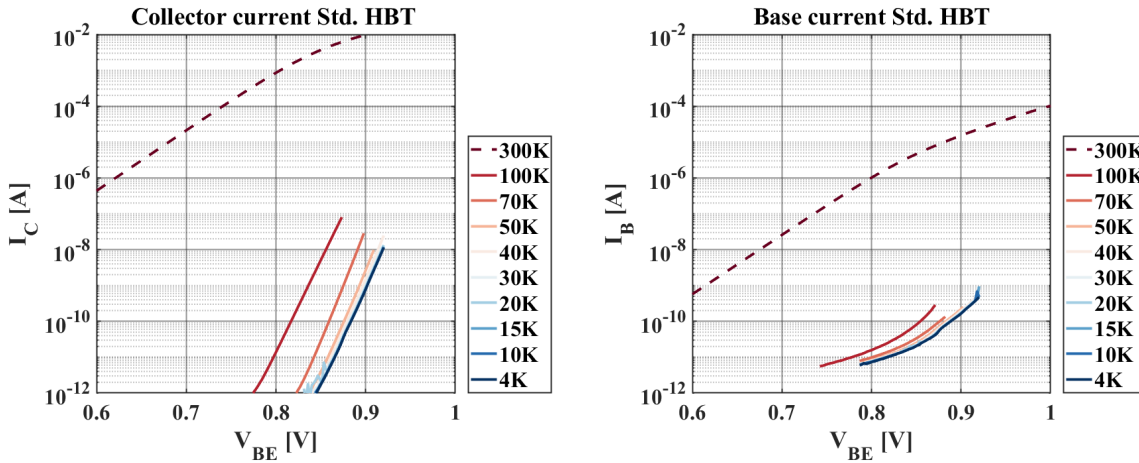 Collector current Std. HBT
I_C [A]
10^-2
10^-4
10^-6
10^-8
10^-10
10^-12
0.6
0.7
0.8
0.9
1
V_BE [V]
300K
100K
70K
50K
40K
30K
20K
15K
10K
4K
Base current Std. HBT
I_B [A]
10^-2
10^-4
10^-6
10^-8
10^-10
10^-12
0.6
0.7
0.8
0.9
1
V_BE [V]
300K
100K
70K
50K
40K
30K
20K
15K
10K
4K